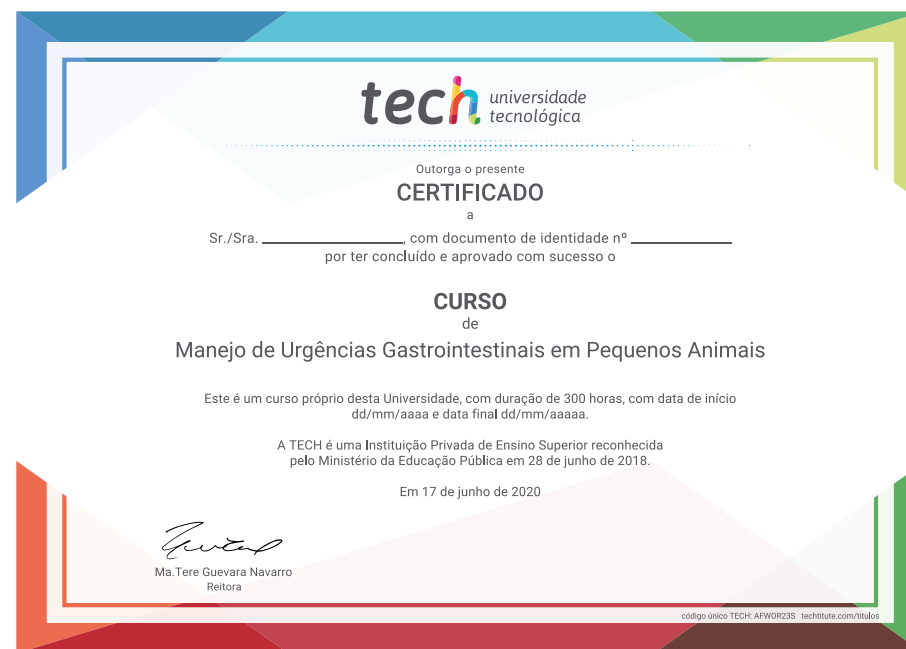 tech universidade
tecnológica
Outorga o presente
CERTIFICADO
a
Sr./Sra. ________________, com documento de identidade nº ____________
por ter concluído e aprovado com sucesso o
CURSO
de
Manejo de Urgências Gastrointestinais em Pequenos Animais
Este é um curso próprio desta Universidade, com duração de 300 horas, com data de início
dd/mm/aaaa e data final dd/mm/aaaaa.
A TECH é uma Instituição Privada de Ensino Superior reconhecida
pelo Ministério da Educação Pública em 28 de junho de 2018.
Em 17 de junho de 2020
Ma.Tere Guevara Navarro
Reitora
código único TECH: AFWOR23S techtitute.com/títulos